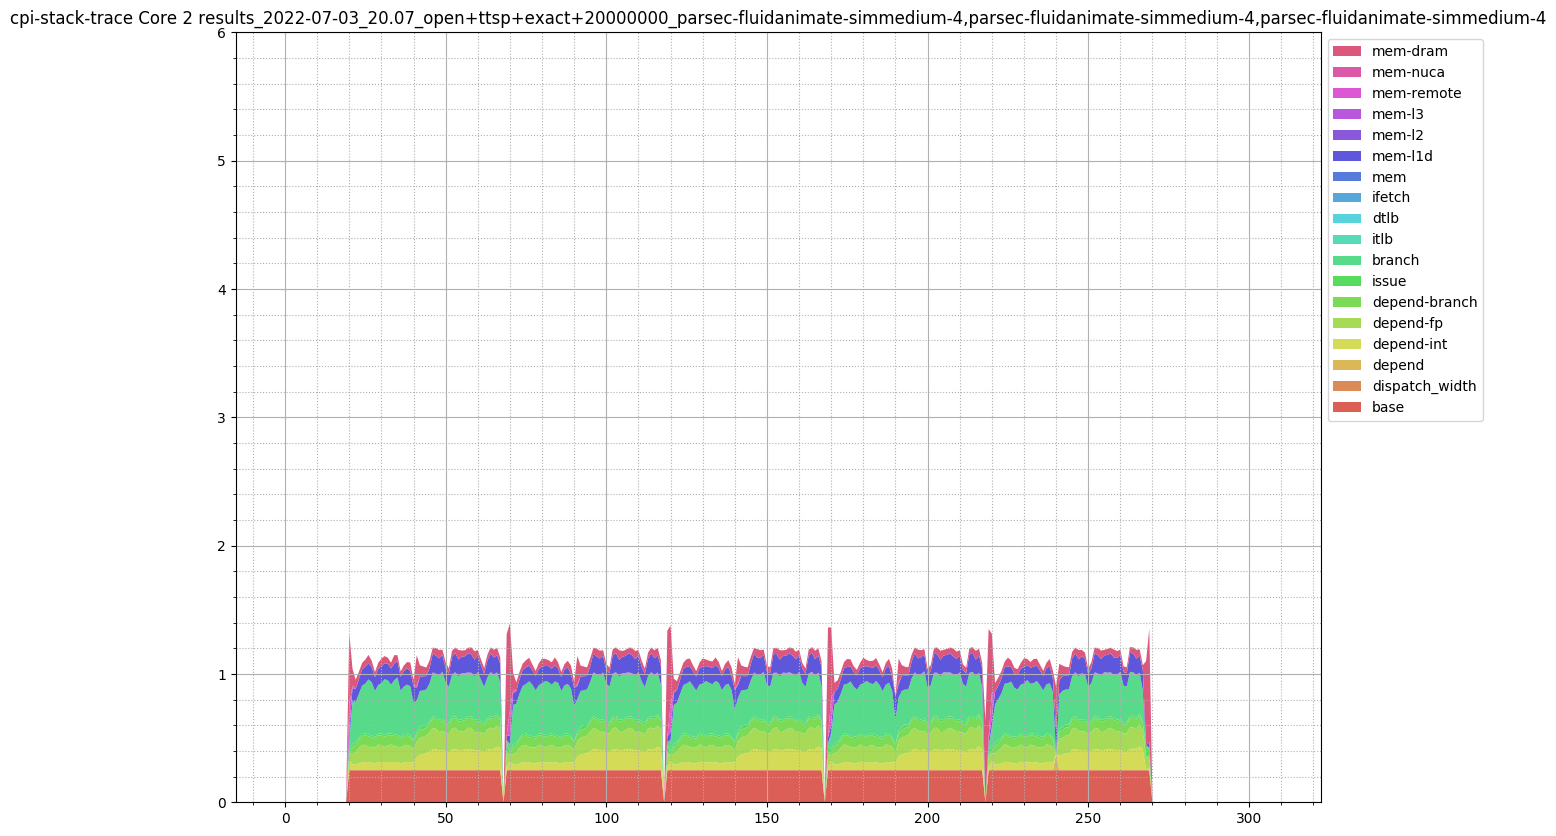 cpi-stack-trace Core 2 results_2022-07-03_20.07_open+ttsp+exact+20000000_parsec-fluidanimate-simmedium-4,parsec-fluidanimate-simmedium-4,parsec-fluidanimate-simmedium-4
6
5
4
3
2
1
0
0 50 100 150 200 250 300
mem-dram
mem-nuca
mem-remote
mem-l3
mem-l2
mem-l1d
mem
ifetch
dtlb
itlb
branch
issue
depend-branch
depend-fp
depend-int
depend
dispatch_width
base